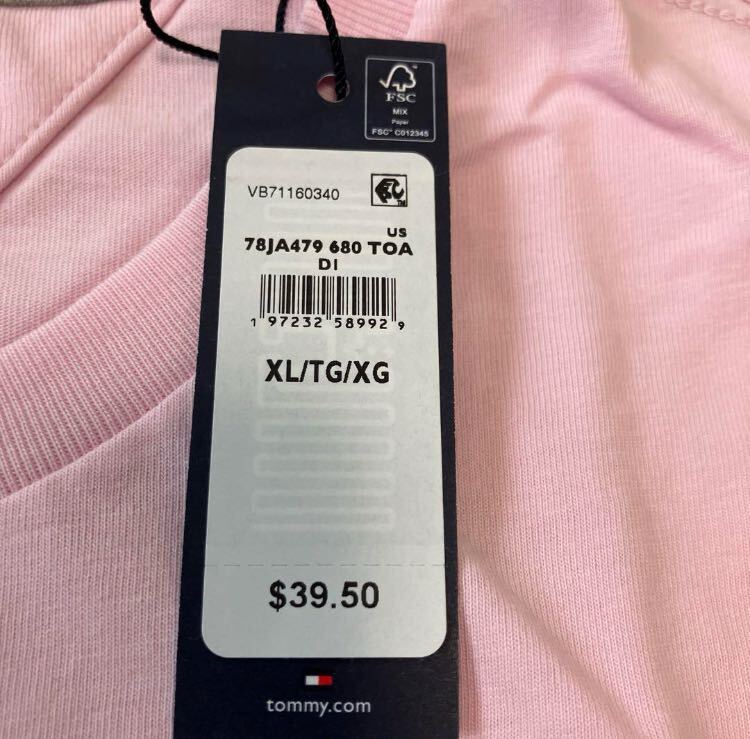 FSC
MIX
Paper
FSC™ C012345
VB71160340
US
78JA479 680 TOA
DI
1 97232 58992 9
XL/TG/XG
$39.50
tommy.com